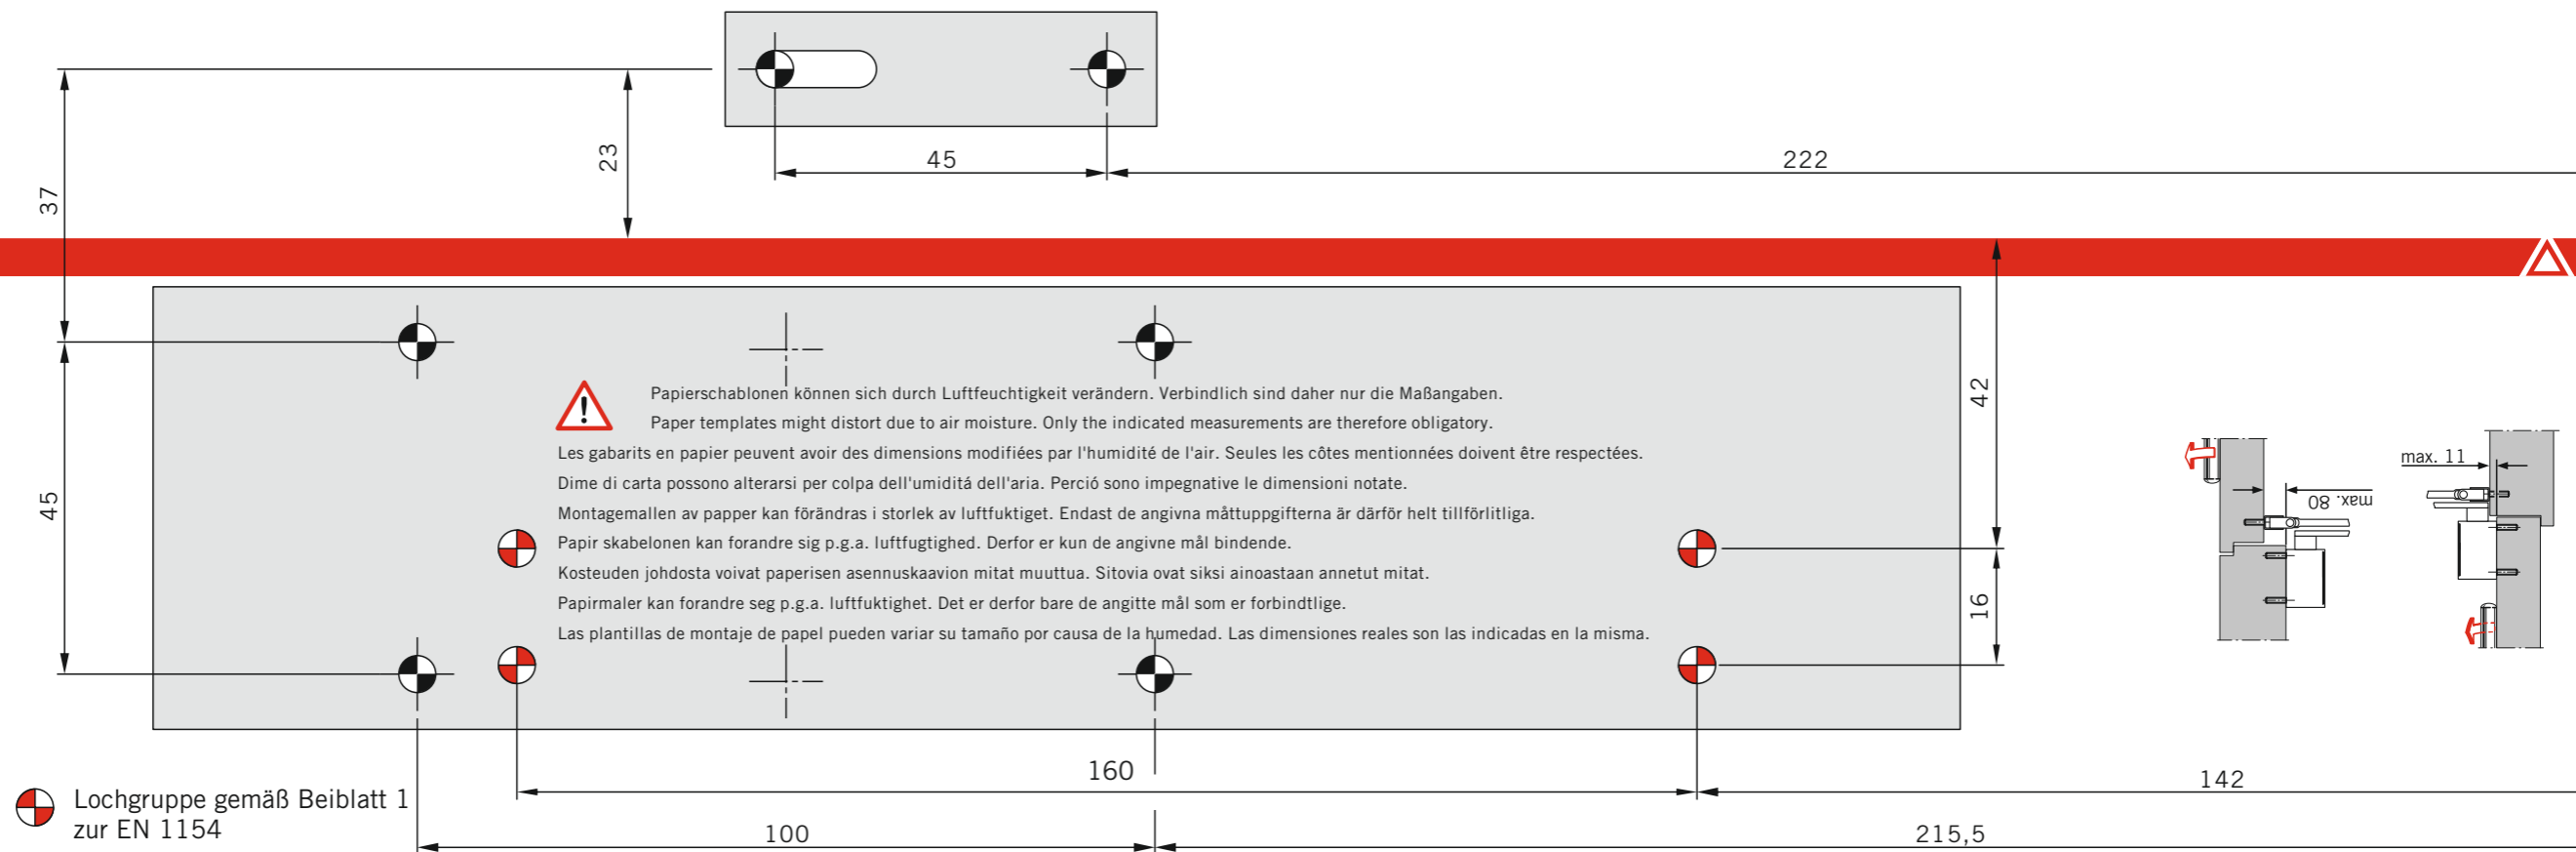 45
222
23
37
Papierschablonen können sich durch Luftfeuchtigkeit verändern. Verbindlich sind daher nur die Maßangaben.
Paper templates might distort due to air moisture. Only the indicated measurements are therefore obligatory.
Les gabarits en papier peuvent avoir des dimensions modifiées par l'humidité de l'air. Seules les côtes mentionnées doivent être respectées.
Dime di carta possono alterarsi per colpa dell'umiditá dell'aria. Perció sono impegnative le dimensioni notate.
Montagemallen av papper kan förändras i storlek av luftfuktiget. Endast de angivna måttuppgifterna är därför helt tillförlitliga.
Papir skabelonen kan forandre sig p.g.a. luftfugtighed. Derfor er kun de angivne mål bindende.
Kosteuden johdosta voivat paperisen asennuskaavion mitat muuttua. Sitovia ovat siksi ainoastaan annetut mitat.
Papirmaler kan forandre seg p.g.a. luftfuktighet. Det er derfor bare de angitte mål som er forbindtlige.
Las plantillas de montaje de papel pueden variar su tamaño por causa de la humedad. Las dimensiones reales son las indicadas en la misma.
42
max. 11
max. 80
45
16
160
142
Lochgruppe gemäß Beiblatt 1
zur EN 1154
100
215,5